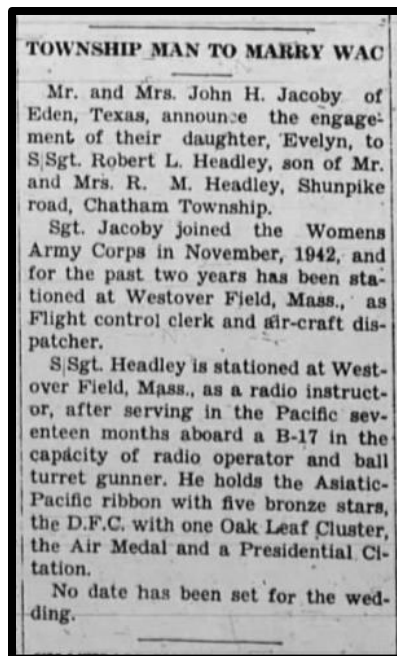 TOWNSHIP MAN TO MARRY WAC
Mr. and Mrs. John H. Jacoby of
Eden, Texas, announce the engage-
ment of their daughter, Evelyn, to
S|Sgt. Robert L. Headley, son of Mr.
and Mrs. R. M. Headley, Shunpike
road, Chatham Township.
Sgt. Jacoby joined the Womens
Army Corps in November, 1942, and
for the past two years has been sta-
tioned at Westover Field, Mass., as
Flight control clerk and air-craft dis-
patcher.
S|Sgt. Headley is stationed at West-
over Field, Mass., as a radio instruct-
or, after serving in the Pacific sev-
enteen months aboard a B-17 in the
capacity of radio operator and ball
turret gunner. He holds the Asiatic-
Pacific ribbon with five bronze stars,
the D.F.C. with one Oak Leaf Cluster,
the Air Medal and a Presidential Ci-
tation.
No date has been set for the wed-
ding.